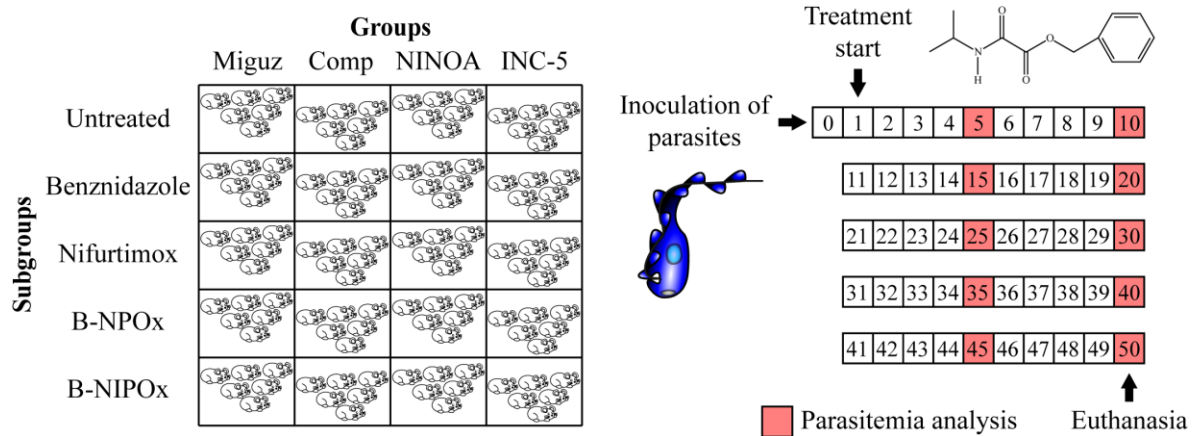 Groups
Miguz Comp NINOA INC-5
Subgroups
Untreated
Benznidazole
Nifurtimox
B-NPOx
B-NIPOx
Treatment
start
O
O
N
H
O
Inoculation of
parasites
0 1 2 3 4 5 6 7 8 9 10
11 12 13 14 15 16 17 18 19 20
21 22 23 24 25 26 27 28 29 30
31 32 33 34 35 36 37 38 39 40
41 42 43 44 45 46 47 48 49 50
Parasitemia analysis
Euthanasia